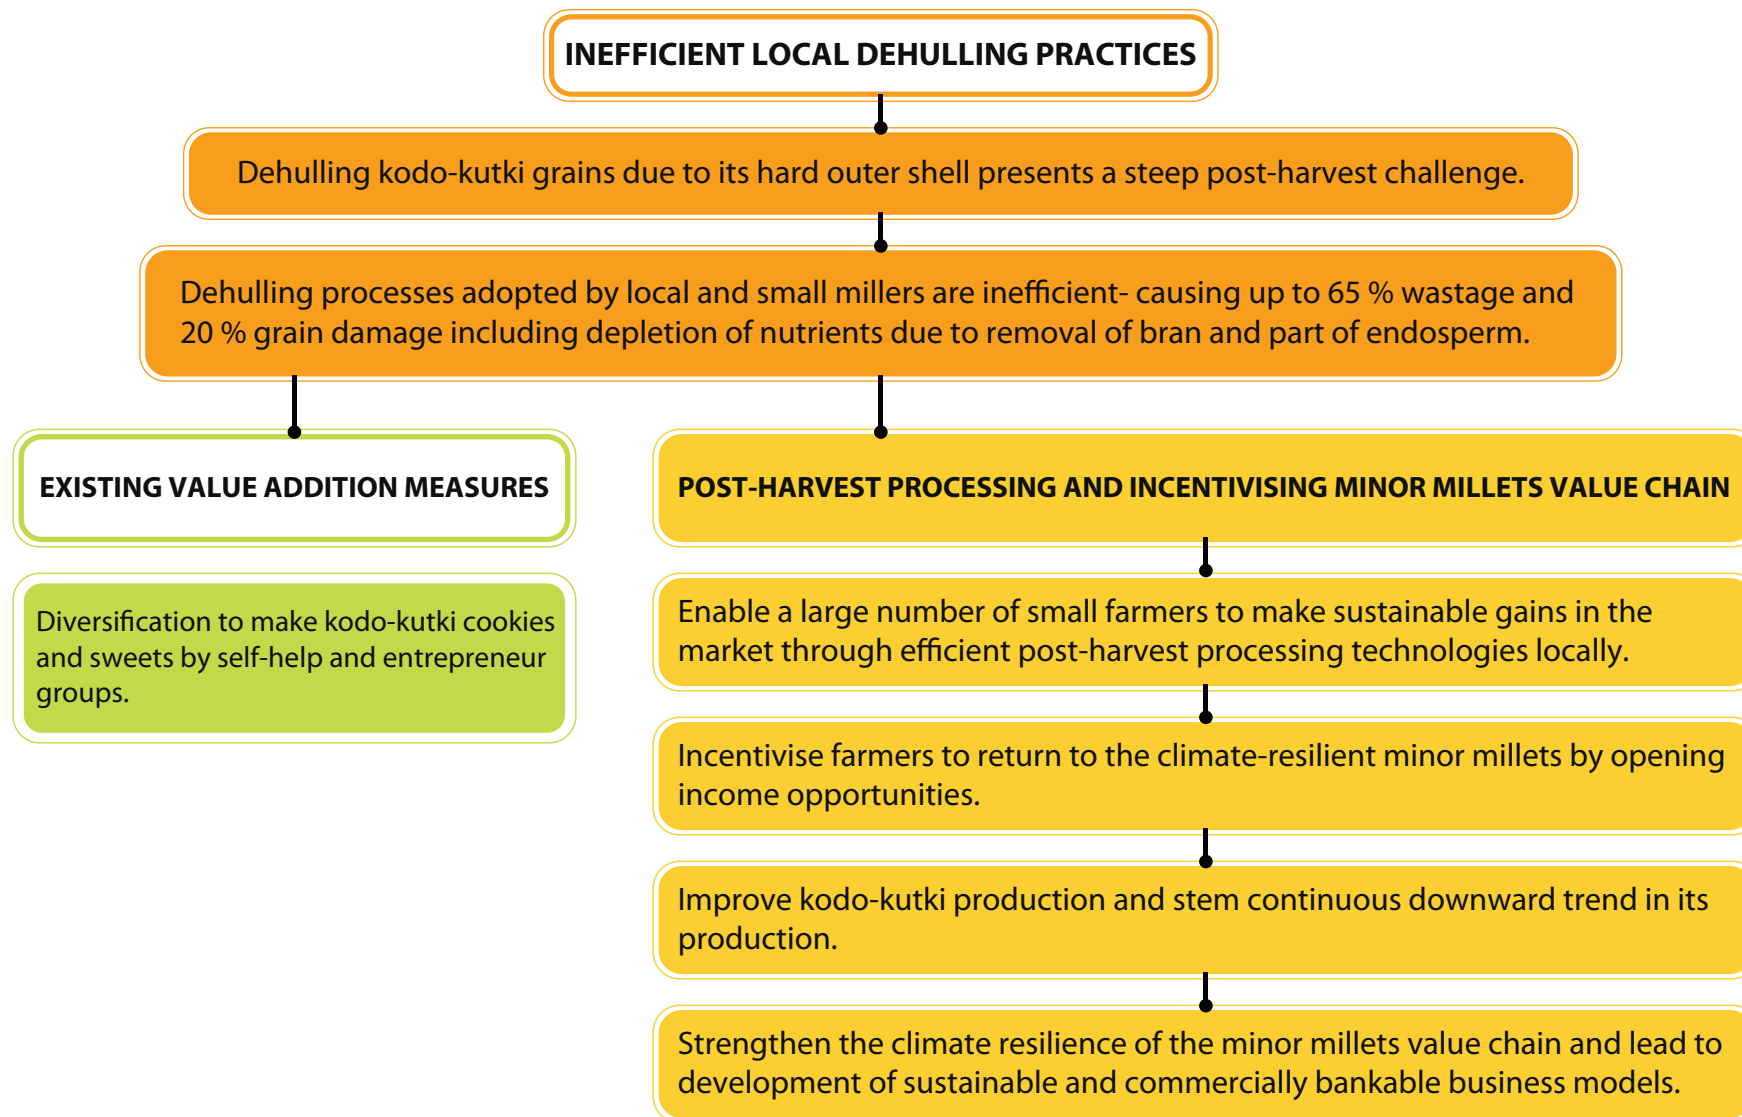 INEFFICIENT LOCAL DEHULLING PRACTICES
Dehulling kodo-kutki grains due to its hard outer shell presents a steep post-harvest challenge.
Dehulling processes adopted by local and small millers are inefficient- causing up to 65 % wastage and
20 % grain damage including depletion of nutrients due to removal of bran and part of endosperm.
EXISTING VALUE ADDITION MEASURES
Diversification to make kodo-kutki cookies
and sweets by self-help and entrepreneur
groups.
POST-HARVEST PROCESSING AND INCENTIVISING MINOR MILLETS VALUE CHAIN
Enable a large number of small farmers to make sustainable gains in the
market through efficient post-harvest processing technologies locally.
Incentivise farmers to return to the climate-resilient minor millets by opening
income opportunities.
Improve kodo-kutki production and stem continuous downward trend in its
production.
Strengthen the climate resilience of the minor millets value chain and lead to
development of sustainable and commercially bankable business models.